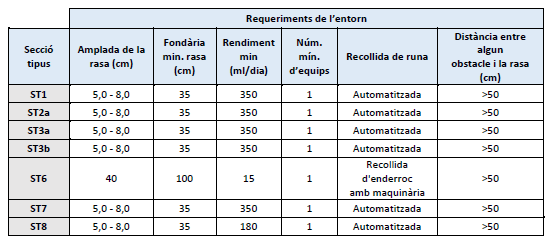 Requeriments de l'entorn
Secció tipus Amplada de la rasa (cm) Fondària min. rasa (cm) Rendiment min (ml/dia) Núm. mín. d'equips Recollida de runa Distància entre algun obstacle i la rasa (cm)
ST1 5,0 - 8,0 35 350 1 Automatitzada >50
ST2a 5,0 - 8,0 35 350 1 Automatitzada >50
ST3a 5,0 - 8,0 35 350 1 Automatitzada >50
ST3b 5,0 - 8,0 35 350 1 Automatitzada >50
ST6 40 100 15 1 Recollida d'enderroc amb maquinària >50
ST7 5,0 - 8,0 35 350 1 Automatitzada >50
ST8 5,0 - 8,0 35 180 1 Automatitzada >50